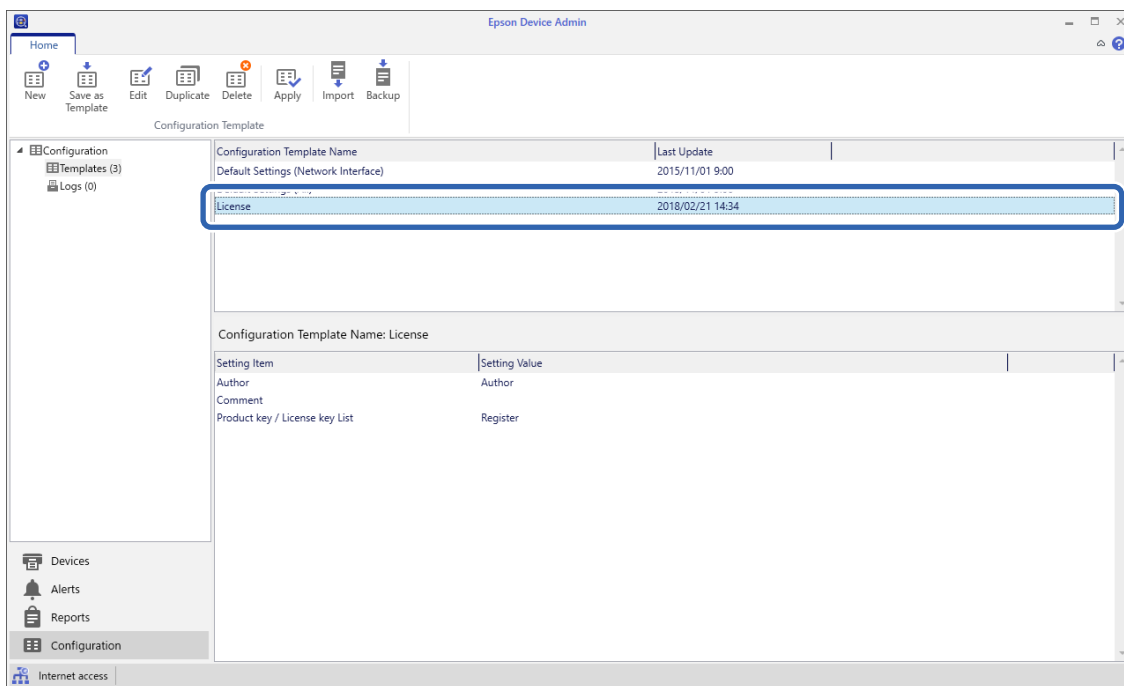 Epson Device Admin
Home
New
Save as Template
Edit
Duplicate
Delete
Apply
Import
Backup
Configuration Template
Configuration
Templates (3)
Logs (0)
Configuration Template Name Last Update
Default Settings (Network Interface) 2015/11/01 9:00
License 2018/02/21 14:34
Configuration Template Name: License
Setting Item Setting Value
Author Author
Comment
Product key / License key List Register
Devices
Alerts
Reports
Configuration
Internet access